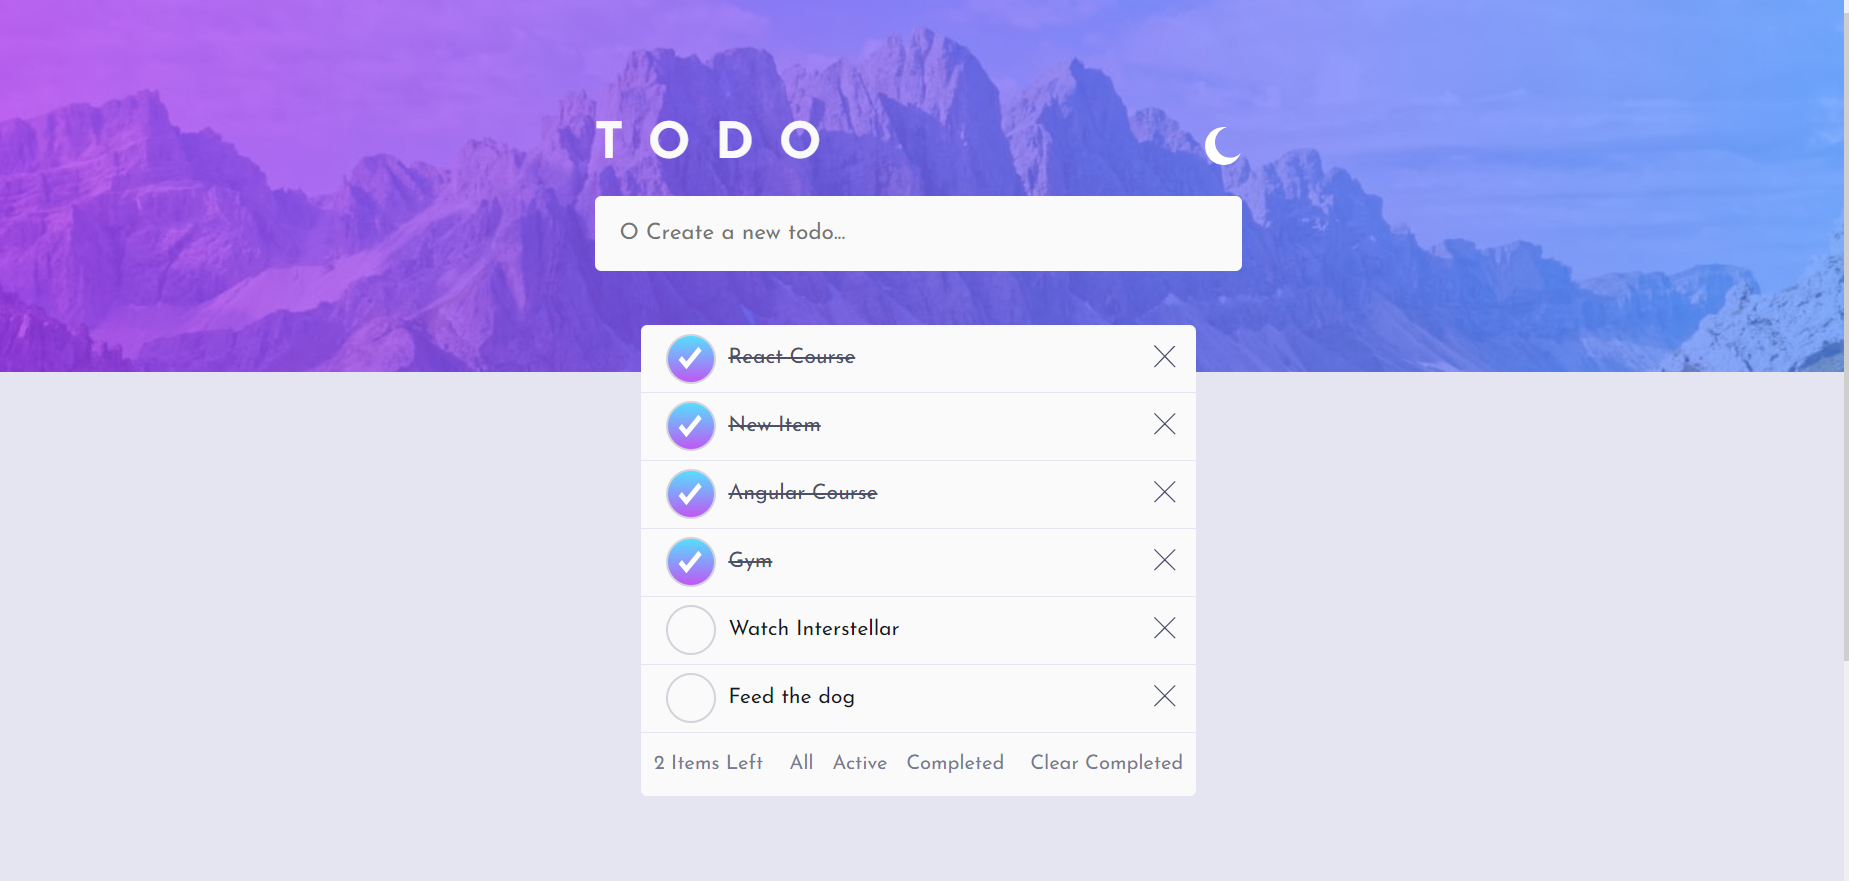 TODO
O Create a new todo...
React Course
New Item
Angular Course
Gym
Watch Interstellar
Feed the dog
2 Items Left All Active Completed Clear Completed